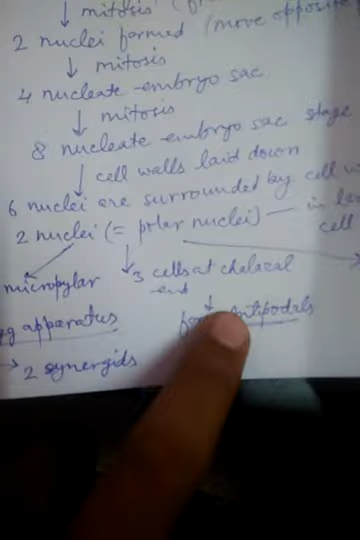 ↓ mitosis
2 nuclei formed (move opposite
↓ mitosis
4 nucleate embryo sac
↓ mitosis
8 nucleate embryo sac stage
↓ cell walls laid down
6 nuclei are surrounded by cell w
2 nuclei (= polar nuclei) — in
cell
micropylar
3 cells at chalazal
end
apparatus
↓
antipodals
→ 2 synergids